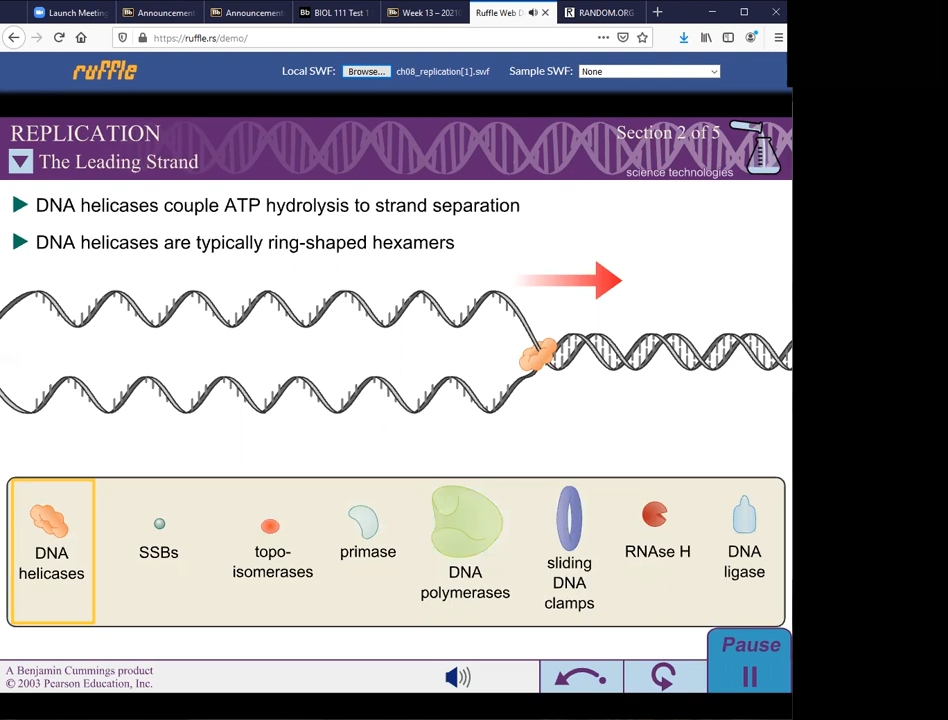 Launch Meeting
Announcement
Announcement
BIOL 111 Test 1
Week 13 – 2021
Ruffle Web D
RANDOM.ORG
https://ruffle.rs/demo/
ruffle
Local SWF: Browse... ch08_replication[1].swf Sample SWF: None
REPLICATION
Section 2 of 5
The Leading Strand
science technologies
DNA helicases couple ATP hydrolysis to strand separation
DNA helicases are typically ring-shaped hexamers
DNA
helicases
SSBs
topo-
isomerases
primase
DNA
polymerases
sliding
DNA
clamps
RNAse H
DNA
ligase
Pause
A Benjamin Cummings product
© 2003 Pearson Education, Inc.